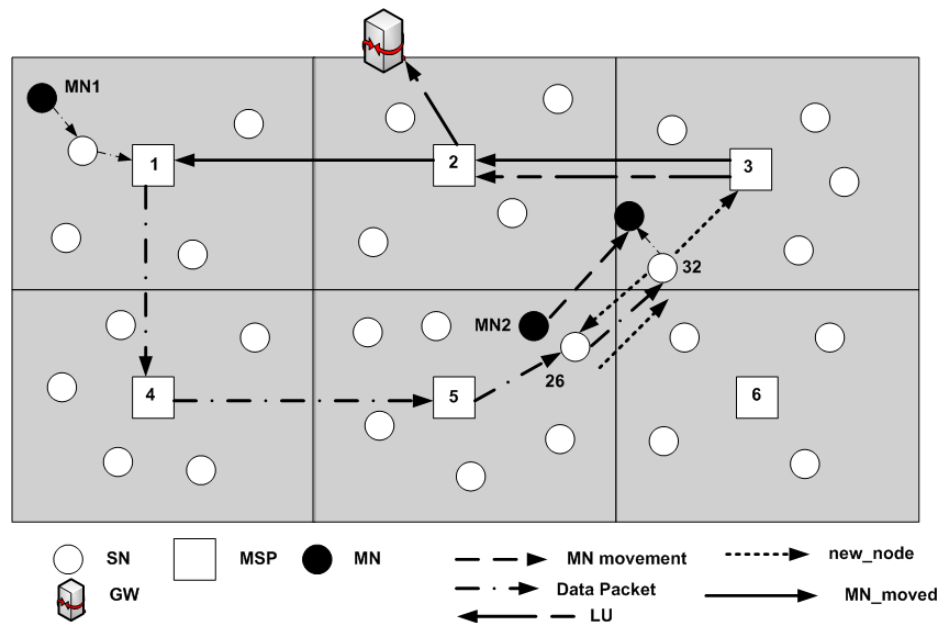 MN1
1
2
3
32
MN2
26
4
5
6
SN
MSP
MN
MN movement
new_node
GW
Data Packet
MN_moved
LU